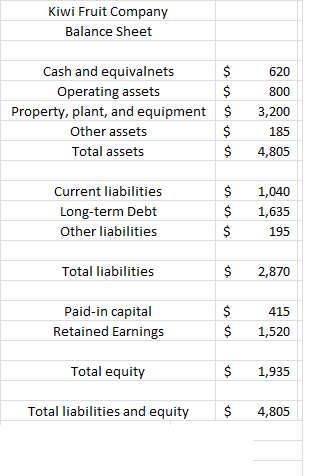 Kiwi Fruit Company
Balance Sheet
Cash and equivalnets $ 620
Operating assets $ 800
Property, plant, and equipment $ 3,200
Other assets $ 185
Total assets $ 4,805
Current liabilities $ 1,040
Long-term Debt $ 1,635
Other liabilities $ 195
Total liabilities $ 2,870
Paid-in capital $ 415
Retained Earnings $ 1,520
Total equity $ 1,935
Total liabilities and equity $ 4,805